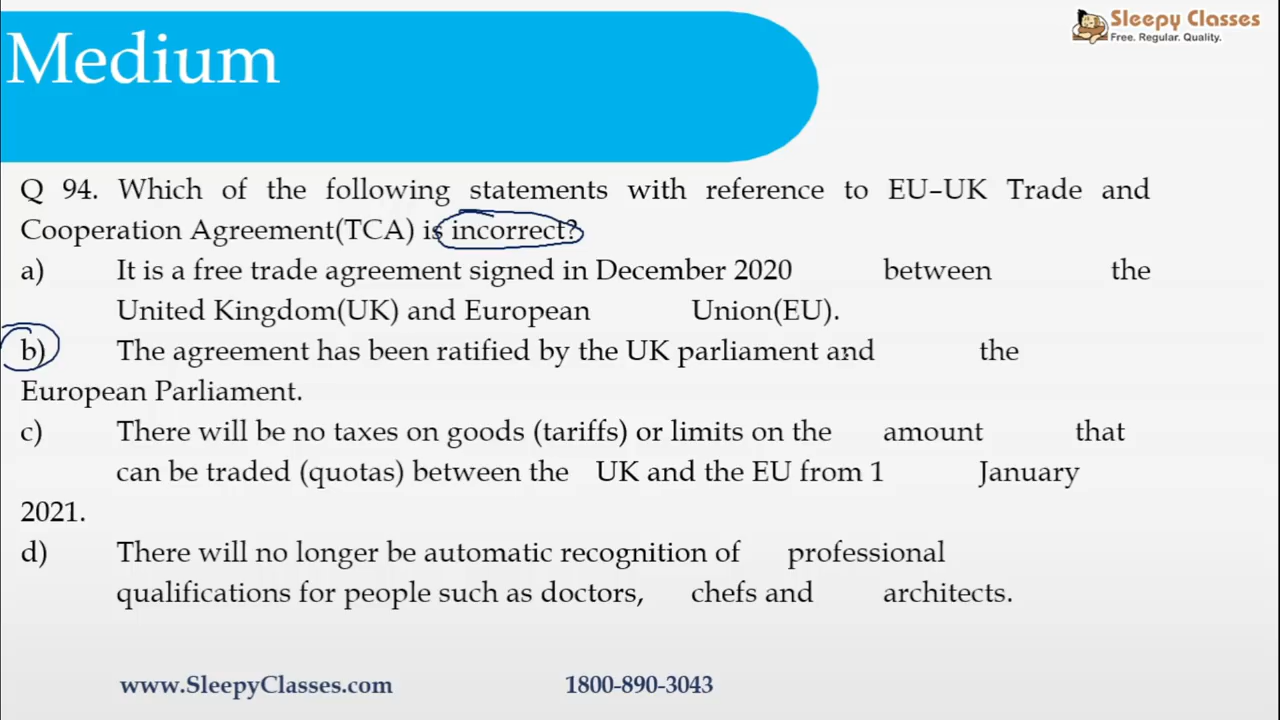 Medium
Sleepy Classes
Free. Regular. Quality.
Q 94. Which of the following statements with reference to EU–UK Trade and
Cooperation Agreement(TCA) is incorrect?
a) It is a free trade agreement signed in December 2020 between the
United Kingdom(UK) and European Union(EU).
b) The agreement has been ratified by the UK parliament and the
European Parliament.
c) There will be no taxes on goods (tariffs) or limits on the amount that
can be traded (quotas) between the UK and the EU from 1 January
2021.
d) There will no longer be automatic recognition of professional
qualifications for people such as doctors, chefs and architects.
www.SleepyClasses.com 1800-890-3043